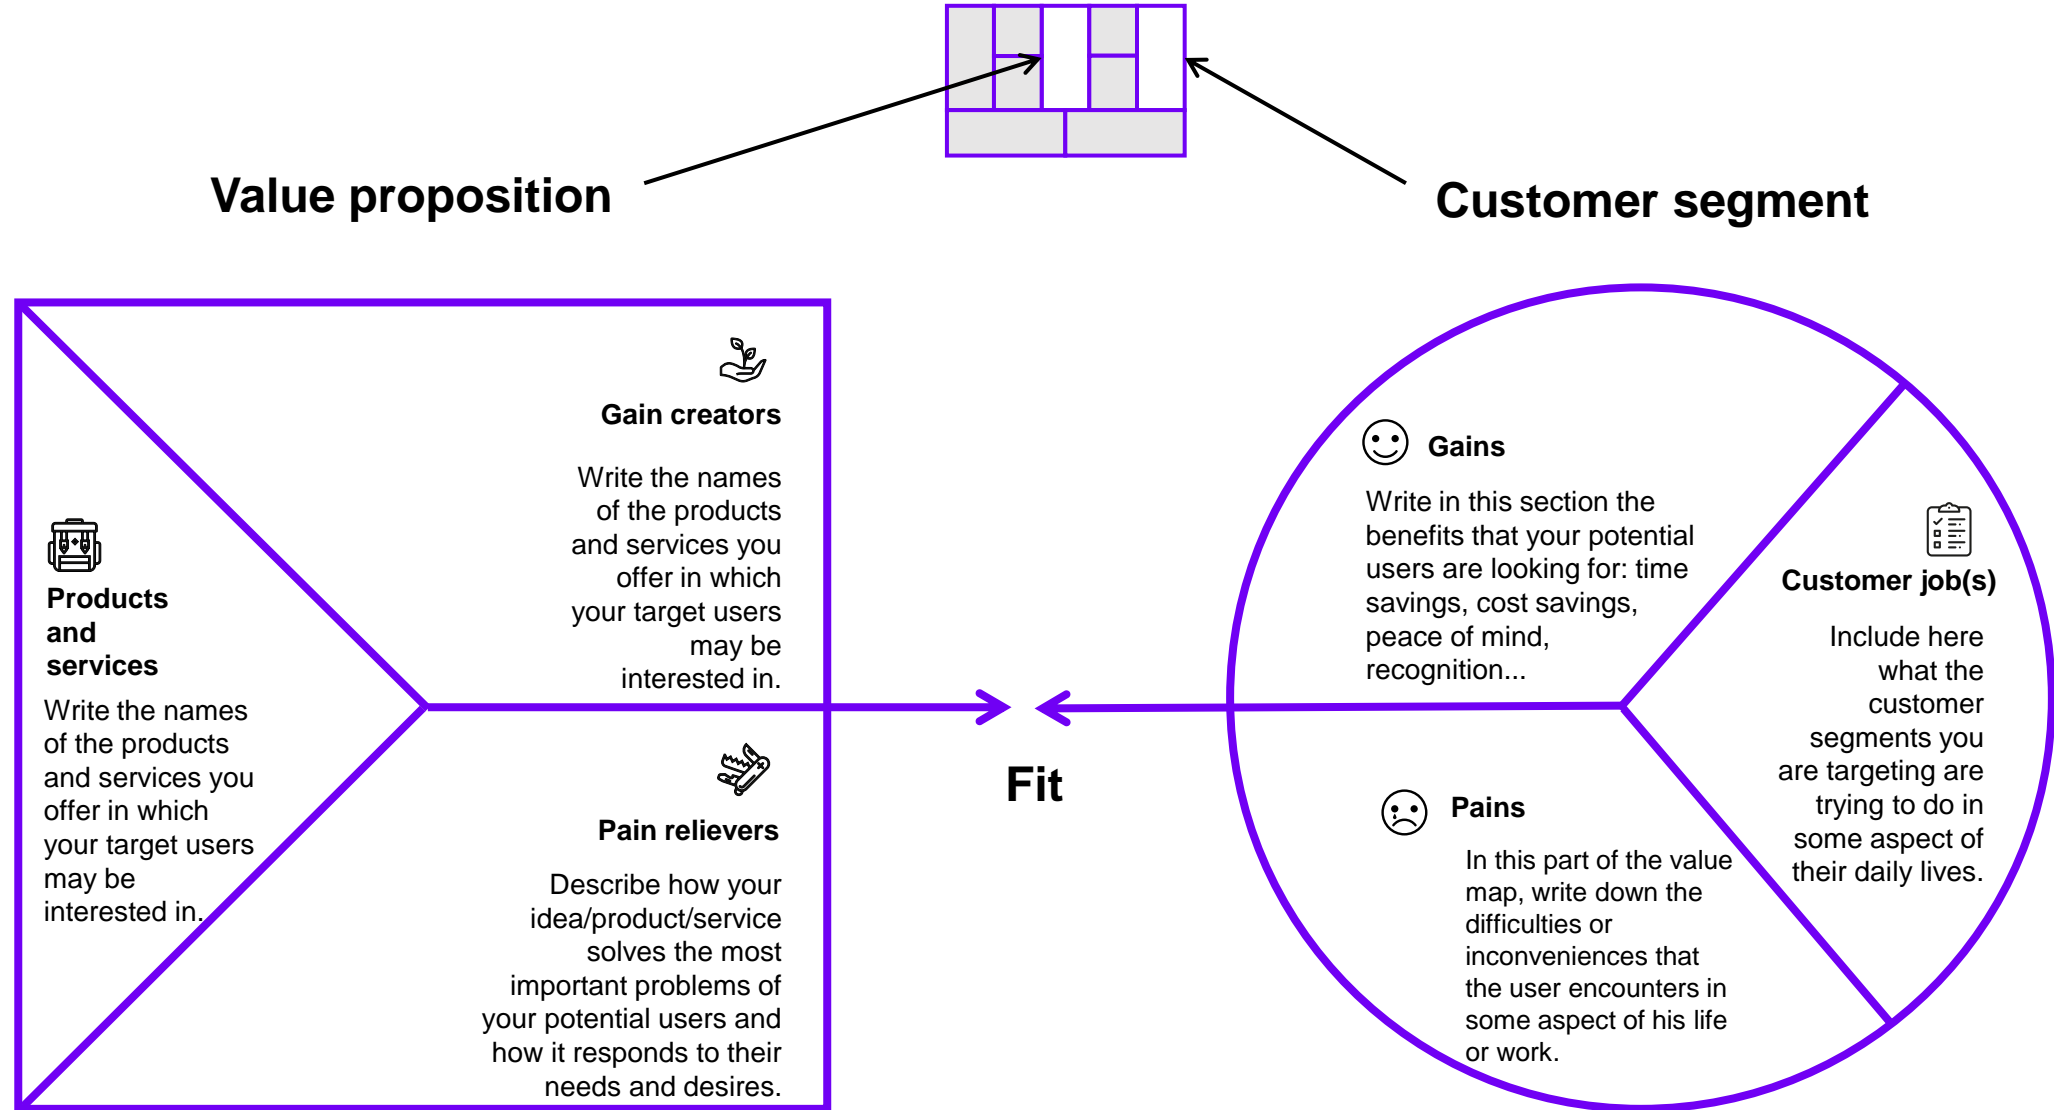 Value proposition
Customer segment
Gain creators
Write the names
of the products
and services you
offer in which
your target users
may be
interested in.
Products
and
services
Write the names
of the products
and services you
offer in which
your target users
may be
interested in.
Pain relievers
Describe how your
idea/product/service
solves the most
important problems of
your potential users and
how it responds to their
needs and desires.
Fit
Gains
Write in this section the
benefits that your potential
users are looking for: time
savings, cost savings,
peace of mind,
recognition...
Customer job(s)
Include here
what the
customer
segments you
are targeting are
trying to do in
some aspect of
their daily lives.
Pains
In this part of the value
map, write down the
difficulties or
inconveniences that
the user encounters in
some aspect of his life
or work.